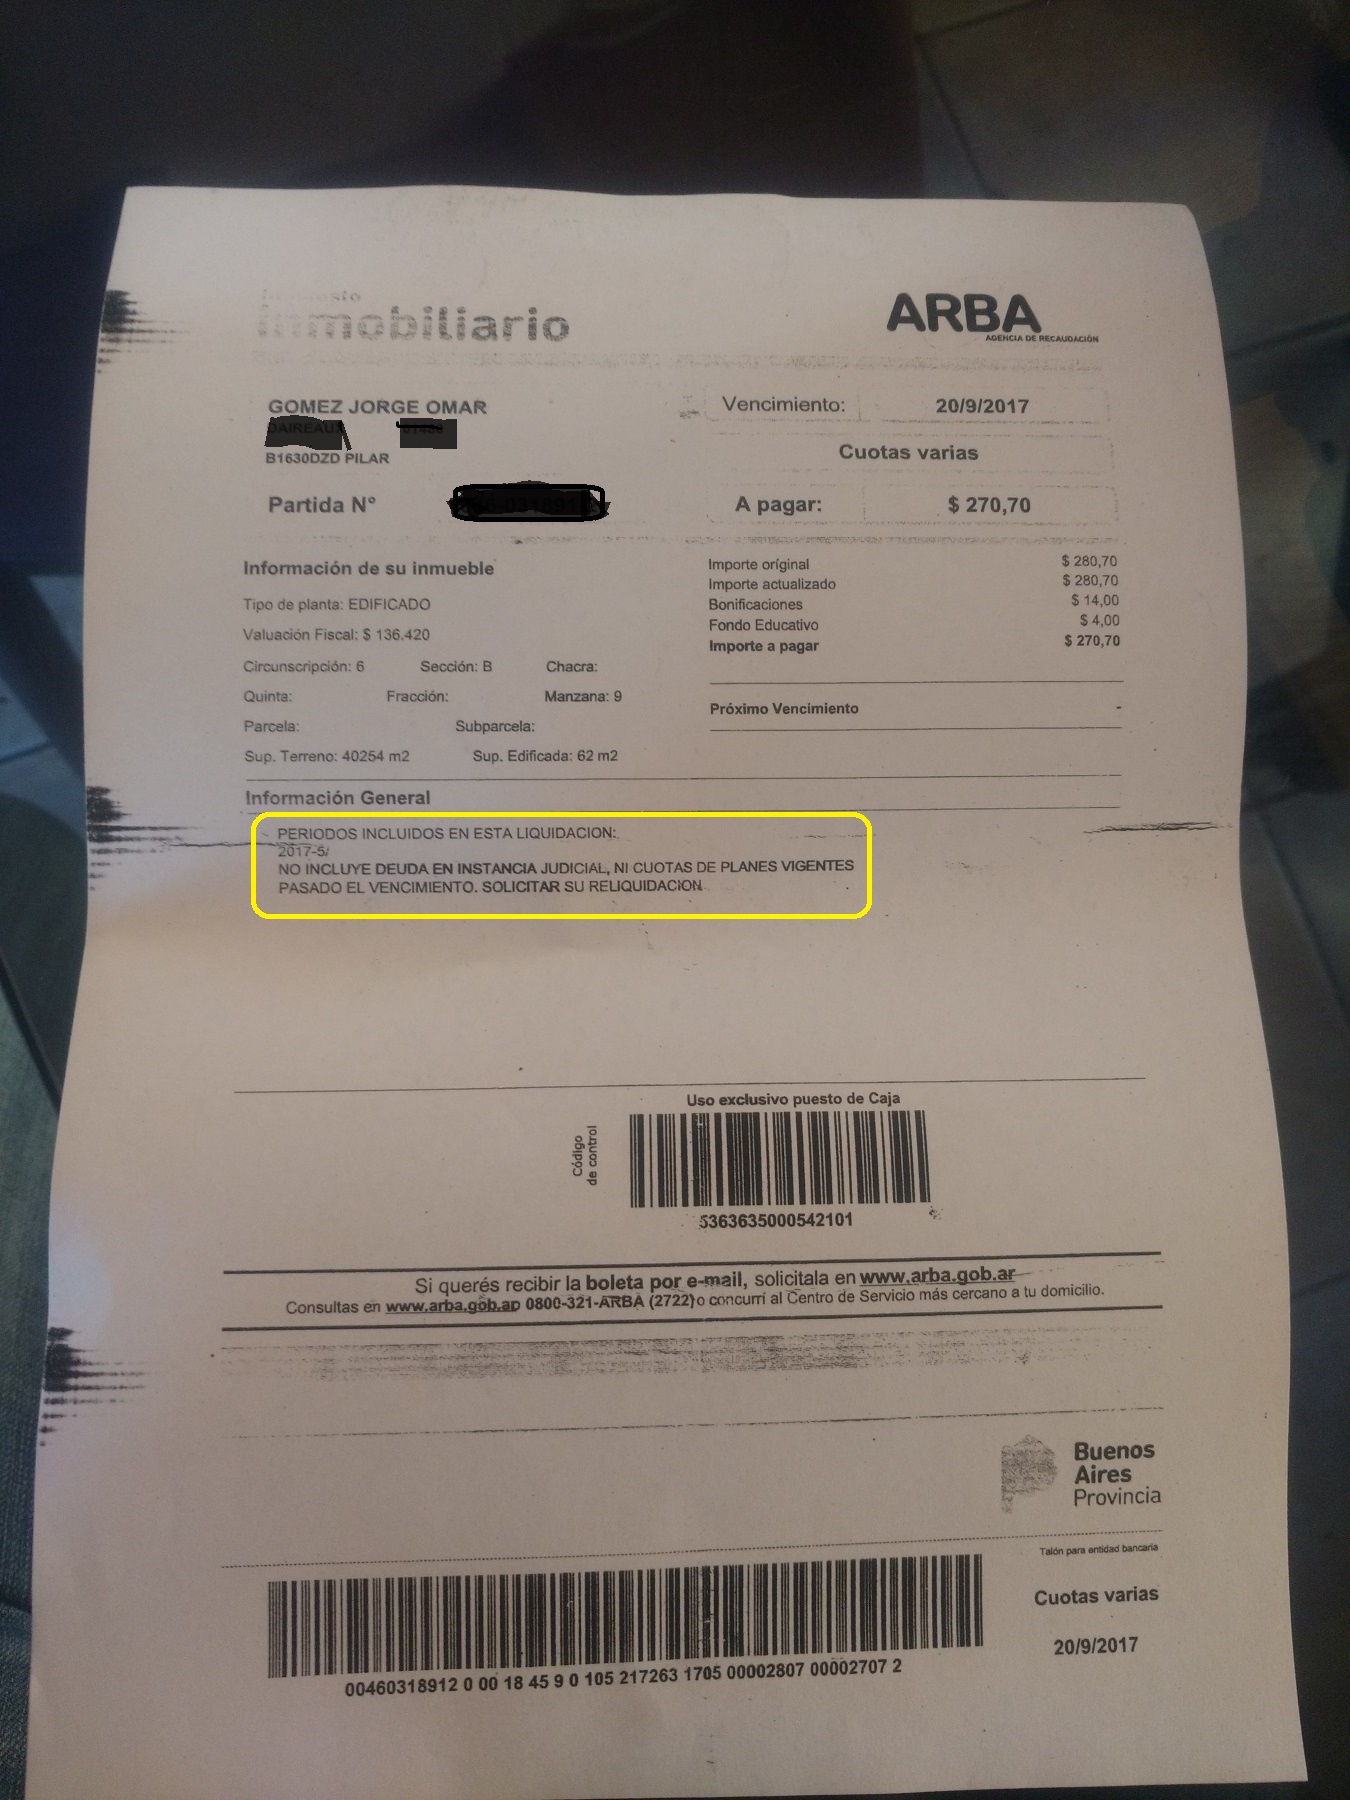 Inmobiliario
ARBA
AGENCIA DE RECAUDACIÓN
GOMEZ JORGE OMAR
B1630DZD PILAR
Partida N°
Vencimiento: 20/9/2017
Cuotas varias
A pagar: $ 270,70
Información de su inmueble
Tipo de planta: EDIFICADO
Valuación Fiscal: $ 136.420
Circunscripción: 6 Sección: B Chacra:
Quinta: Fracción: Manzana: 9
Parcela: Subparcela:
Sup. Terreno: 40254 m2 Sup. Edificada: 62 m2
Importe original $ 280,70
Importe actualizado $ 280,70
Bonificaciones $ 14,00
Fondo Educativo $ 4,00
Importe a pagar $ 270,70
Próximo Vencimiento -
Información General
PERIODOS INCLUIDOS EN ESTA LIQUIDACION:
2017-5/
NO INCLUYE DEUDA EN INSTANCIA JUDICIAL, NI CUOTAS DE PLANES VIGENTES
PASADO EL VENCIMIENTO. SOLICITAR SU RELIQUIDACION
Uso exclusivo puesto de Caja
Código
de control
5363635000542101
Si querés recibir la boleta por e-mail, solicitala en www.arba.gob.ar
Consultas en www.arba.gob.ar 0800-321-ARBA (2722) o concurrí al Centro de Servicio más cercano a tu domicilio.
Buenos
Aires
Provincia
Talón para entidad bancaria
Cuotas varias
20/9/2017
00460318912 0 00 18 45 9 0 105 217263 1705 00002807 00002707 2